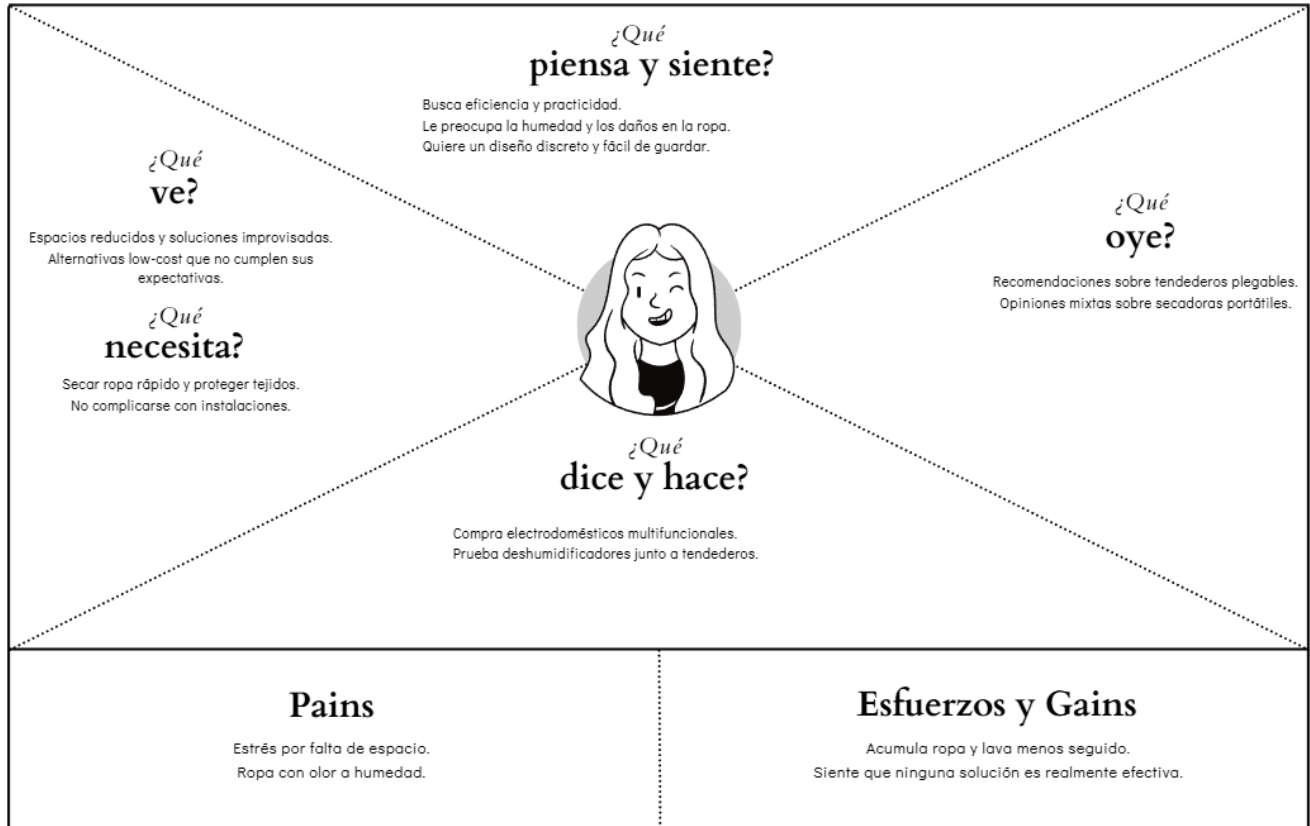 ¿Qué
piensa y siente?
Busca eficiencia y practicidad.
Le preocupa la humedad y los daños en la ropa.
Quiere un diseño discreto y fácil de guardar.
¿Qué
ve?
Espacios reducidos y soluciones improvisadas.
Alternativas low-cost que no cumplen sus
expectativas.
¿Qué
necesita?
Secar ropa rápido y proteger tejidos.
No complicarse con instalaciones.
¿Qué
oye?
Recomendaciones sobre tendederos plegables.
Opiniones mixtas sobre secadoras portátiles.
¿Qué
dice y hace?
Compra electrodomésticos multifuncionales.
Prueba deshumidificadores junto a tendederos.
Pains
Estrés por falta de espacio.
Ropa con olor a humedad.
Esfuerzos y Gains
Acumula ropa y lava menos seguido.
Siente que ninguna solución es realmente efectiva.